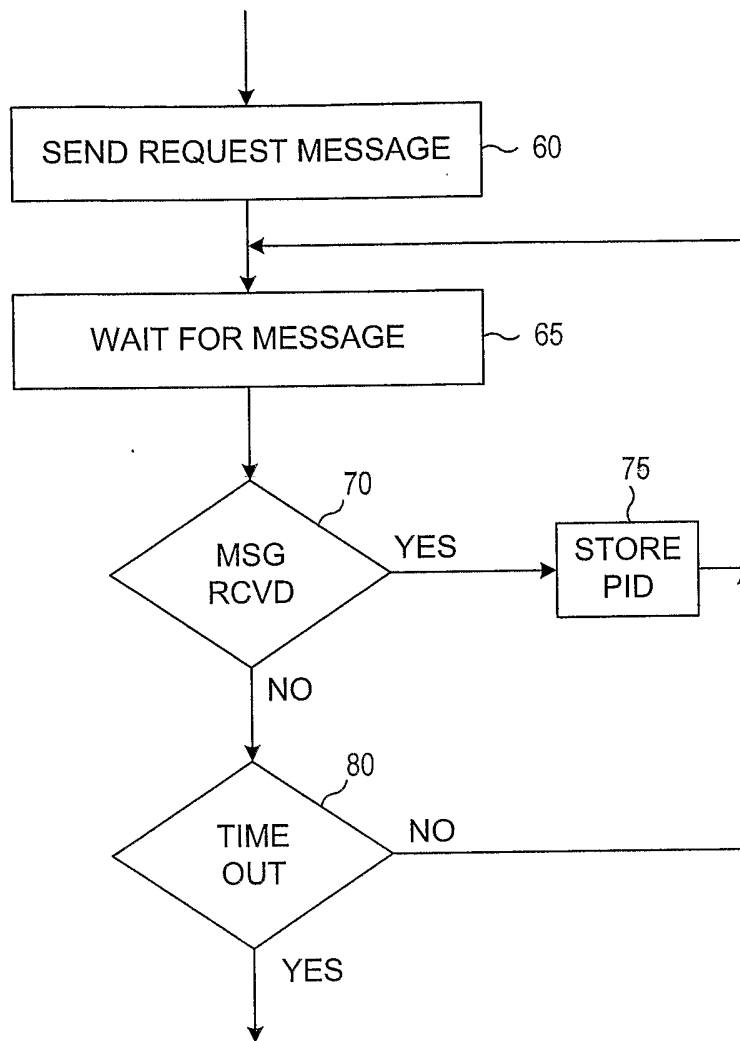 SEND REQUEST MESSAGE
60
WAIT FOR MESSAGE
65
70
MSG
RCVD
YES
75
STORE
PID
NO
80
TIME
OUT
NO
YES